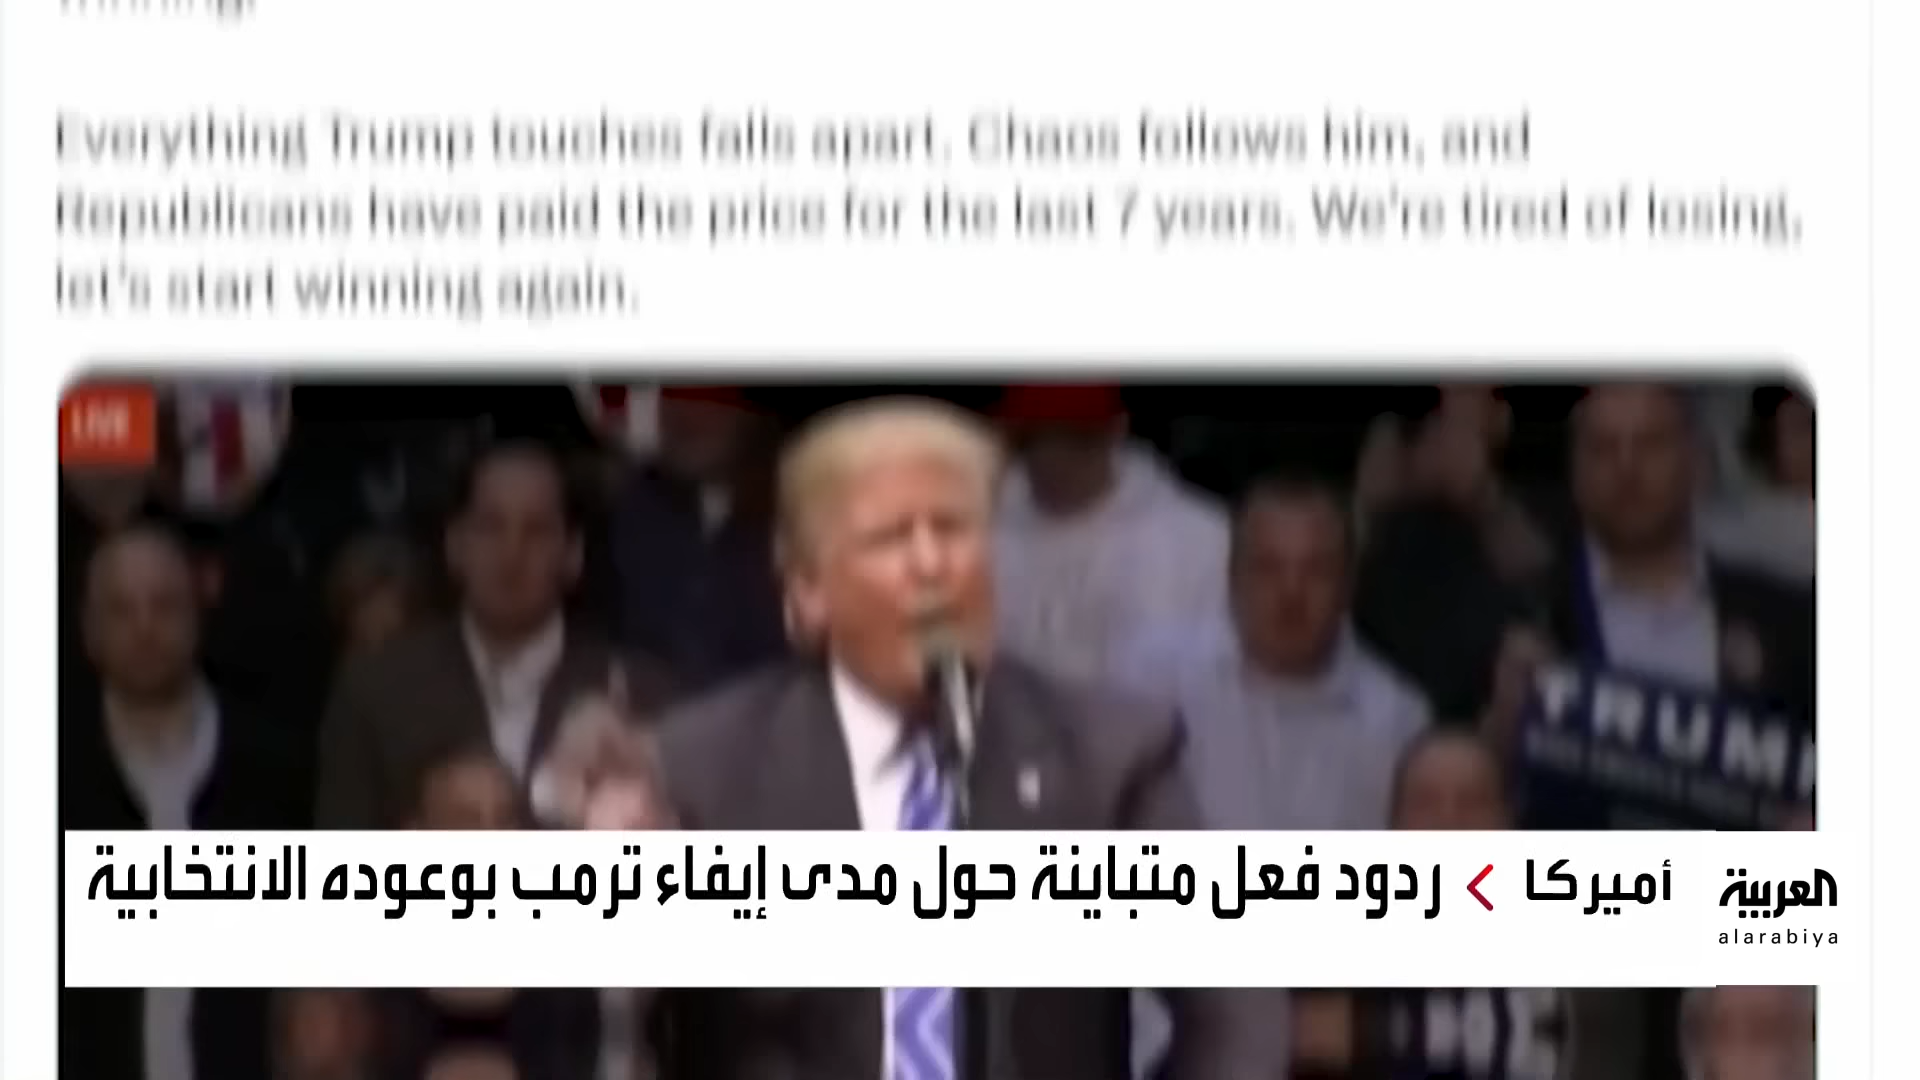 Everything Trump touches falls apart. Chaos follows him, and
Republicans have paid the price for the last 7 years. We're tired of losing,
let's start winning again.
LIVE
TRUMP
العربية
alarabiya
أميركا
ردود فعل متباينة حول مدى إيفاء ترمب بوعوده الانتخابية